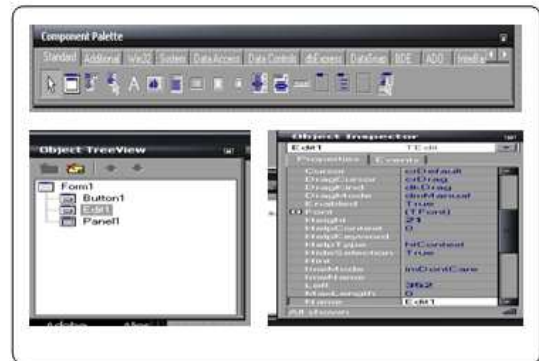 Component Palette
Standard Additional Win32 System Data Access Data Controls dbExpress DataSnap BDE ADO
A
Object TreeView
Form1
Button1
Edit1
Panel1
Object Inspector
Edit1 TEdit
Properties Events
Cursor crDefault
DragCursor crDrag
DragKind dkDrag
DragMode dmManual
Enabled True
Font (TFont)
Height 21
HelpContext 0
HelpKeyword
HelpType htContext
HideSelection True
Hint
ImeMode imDontCare
ImeName
Left 352
MaxLength 0
Name Edit1
All shown